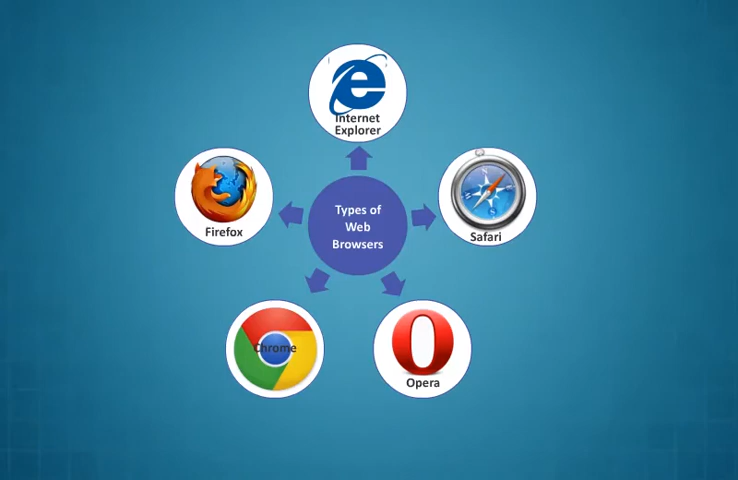 Internet
Explorer
Firefox
Types of
Web
Browsers
Safari
Chrome
Opera